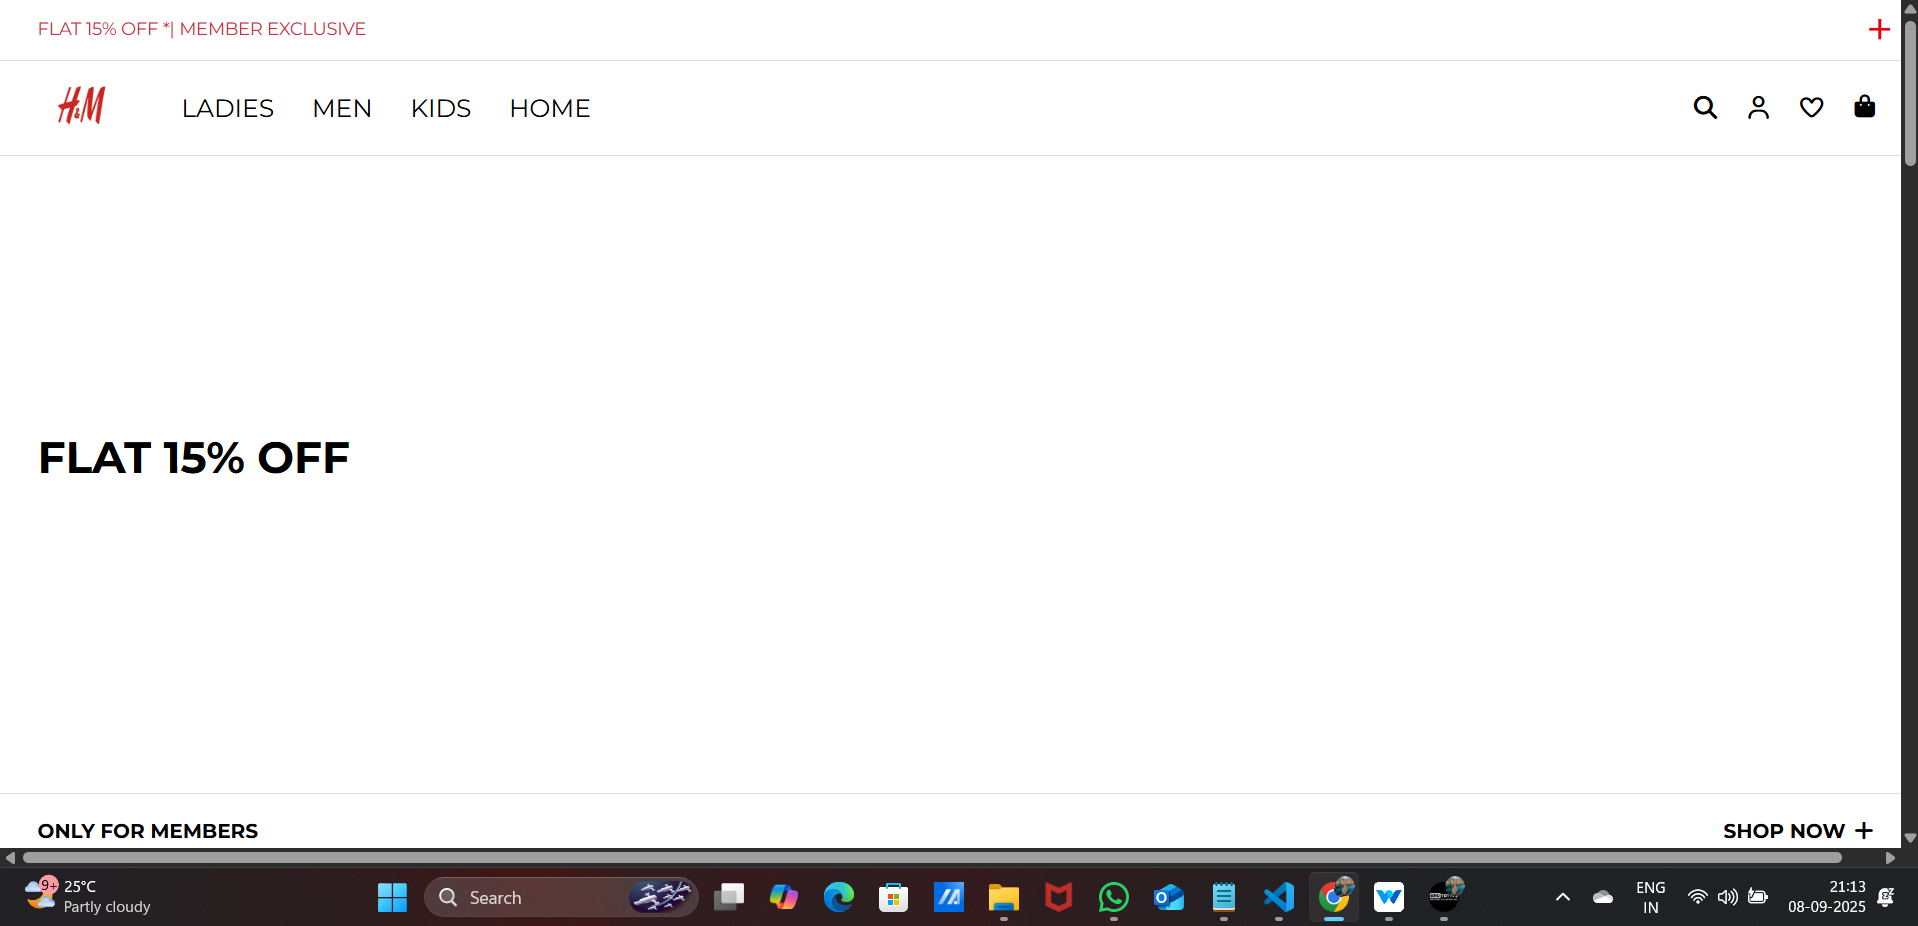 FLAT 15% OFF *| MEMBER EXCLUSIVE
H&M
LADIES MEN KIDS HOME
FLAT 15% OFF
ONLY FOR MEMBERS
SHOP NOW
9+
25°C
Partly cloudy
Search
ENG
IN
21:13
08-09-2025